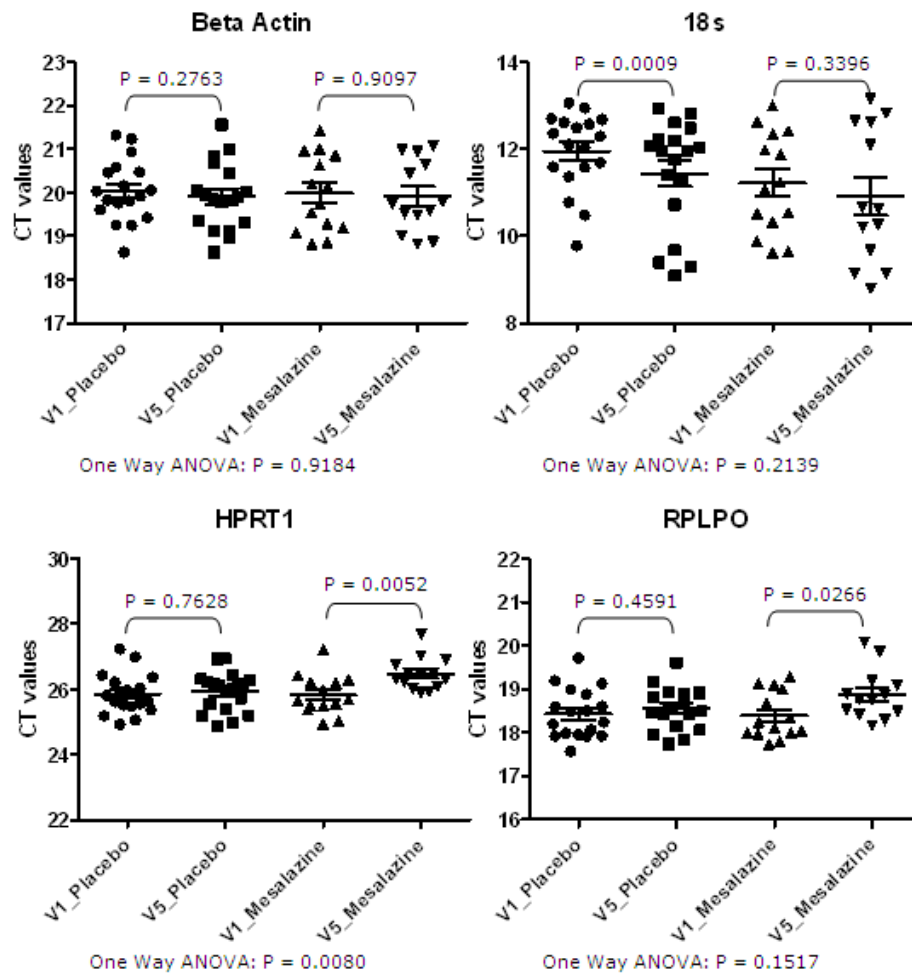 Beta Actin
P = 0.2763
P = 0.9097
CT values
23
22
21
20
19
18
17
V1_Placebo
V5_Placebo
V1_Mesalazine
V5_Mesalazine
One Way ANOVA: P = 0.9184
18s
P = 0.0009
P = 0.3396
CT values
14
12
10
8
V1_Placebo
V5_Placebo
V1_Mesalazine
V5_Mesalazine
One Way ANOVA: P = 0.2139
HPRT1
P = 0.7628
P = 0.0052
CT values
30
28
26
24
22
V1_Placebo
V5_Placebo
V1_Mesalazine
V5_Mesalazine
One Way ANOVA: P = 0.0080
RPLPO
P = 0.4591
P = 0.0266
CT values
22
21
20
19
18
17
16
V1_Placebo
V5_Placebo
V1_Mesalazine
V5_Mesalazine
One Way ANOVA: P = 0.1517